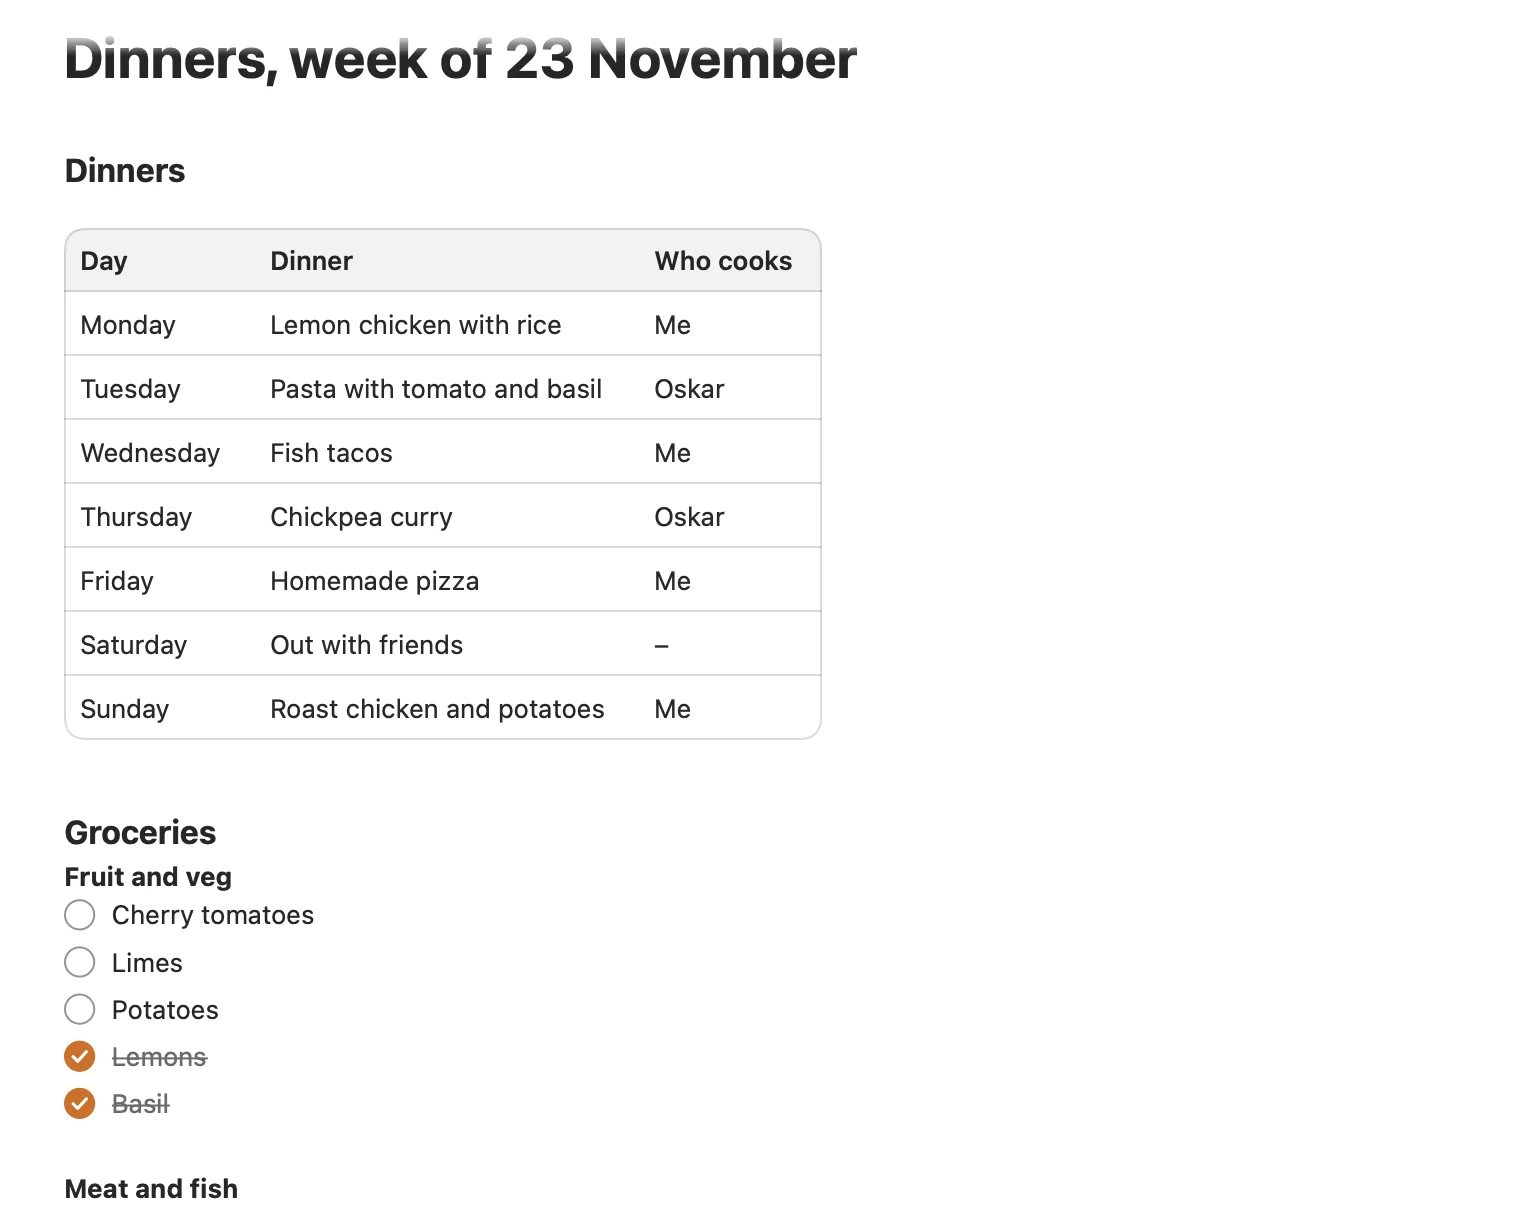 Dinners, week of 23 November
Dinners
Day Dinner Who cooks
Monday Lemon chicken with rice Me
Tuesday Pasta with tomato and basil Oskar
Wednesday Fish tacos Me
Thursday Chickpea curry Oskar
Friday Homemade pizza Me
Saturday Out with friends –
Sunday Roast chicken and potatoes Me
Groceries
Fruit and veg
Cherry tomatoes
Limes
Potatoes
Lemons
Basil
Meat and fish